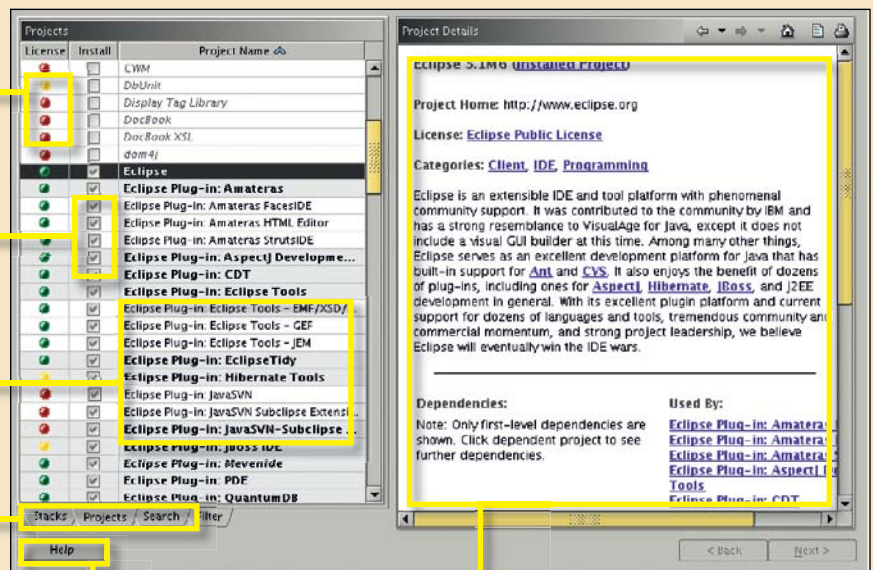 Projects
License Install Project Name
CWM
DbUnit
Display Tag Library
DocBook
DocBook XSL
dom4j
Eclipse
Eclipse Plug-in: Amateras
Eclipse Plug-in: Amateras FacesIDE
Eclipse Plug-in: Amateras HTML Editor
Eclipse Plug-in: Amateras StrutsIDE
Eclipse Plug-in: AspectJ Developme...
Eclipse Plug-in: CDT
Eclipse Plug-in: Eclipse Tools
Eclipse Plug-in: Eclipse Tools - EMF/XSD/...
Eclipse Plug-in: Eclipse Tools - GEF
Eclipse Plug-in: Eclipse Tools - JEM
Eclipse Plug-in: EclipseTidy
Eclipse Plug-in: Hibernate Tools
Eclipse Plug-in: JavaSVN
Eclipse Plug-in: JavaSVN Subclipse Extensi...
Eclipse Plug-in: JavaSVN-Subclipse ...
Eclipse Plug-in: JBoss IDE
Eclipse Plug-in: Mevenide
Eclipse Plug-in: PDE
Eclipse Plug-in: QuantumDB
Stacks Projects Search Filter
Help
Project Details
Eclipse 3.1M6 (Installed Project)
Project Home: http://www.eclipse.org
License: Eclipse Public License
Categories: Client, IDE, Programming
Eclipse is an extensible IDE and tool platform with phenomenal
community support. It was contributed to the community by IBM and
has a strong resemblance to VisualAge for Java, except it does not
include a visual GUI builder at this time. Among many other things,
Eclipse serves as an excellent development platform for Java that has
built-in support for Ant and CVS. It also enjoys the benefit of dozens
of plug-ins, including ones for AspectJ, Hibernate, JBoss, and J2EE
development in general. With its excellent plugin platform and current
support for dozens of languages and tools, tremendous community and
commercial momentum, and strong project leadership, we believe
Eclipse will eventually win the IDE wars.
Dependencies:
Note: Only first-level dependencies are
shown. Click dependent project to see
further dependencies.
Used By:
Eclipse Plug-in: Amateras
Eclipse Plug-in: Amateras
Eclipse Plug-in: Amateras
Eclipse Plug-in: AspectJ
Tools
Eclipse Plug-in: CDT
< Back Next >